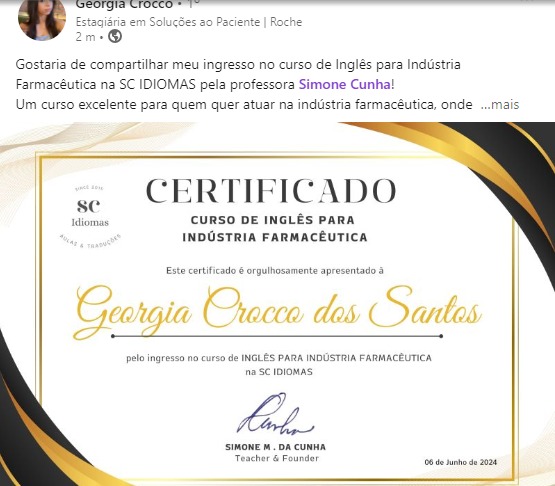 Georgia Crocco • 1º
Estagiária em Soluções ao Paciente | Roche
2 m •
Gostaria de compartilhar meu ingresso no curso de Inglês para Indústria
Farmacêutica na SC IDIOMAS pela professora Simone Cunha!
Um curso excelente para quem quer atuar na indústria farmacêutica, onde ...mais
SINCE 2016
SC
Idiomas
AULAS & TRADUÇÕES
CERTIFICADO
CURSO DE INGLÊS PARA
INDÚSTRIA FARMACÊUTICA
Este certificado é orgulhosamente apresentado à
Georgia Crocco dos Santos
pelo ingresso no curso de INGLÊS PARA INDÚSTRIA FARMACÊUTICA
na SC IDIOMAS
SIMONE M . DA CUNHA
Teacher & Founder
06 de Junho de 2024